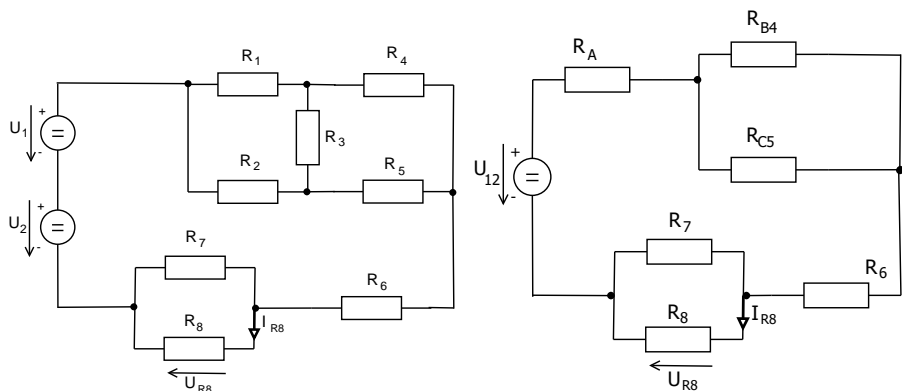 R1
R4
U1
+
=
-
R3
R2
R5
U2
+
=
-
R7
R6
R8
IR8
UR8
RB4
RA
RC5
U12
+
=
-
R7
R6
R8
IR8
UR8